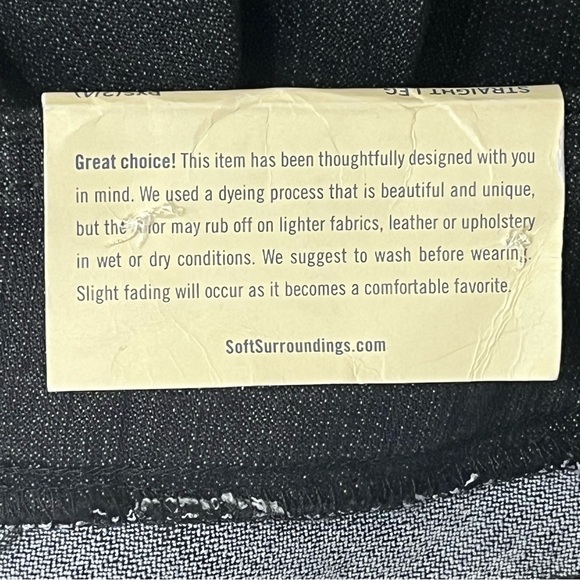 STRAIGHT LEG
Great choice! This item has been thoughtfully designed with you
in mind. We used a dyeing process that is beautiful and unique,
but the color may rub off on lighter fabrics, leather or upholstery
in wet or dry conditions. We suggest to wash before wearing.
Slight fading will occur as it becomes a comfortable favorite.
SoftSurroundings.com